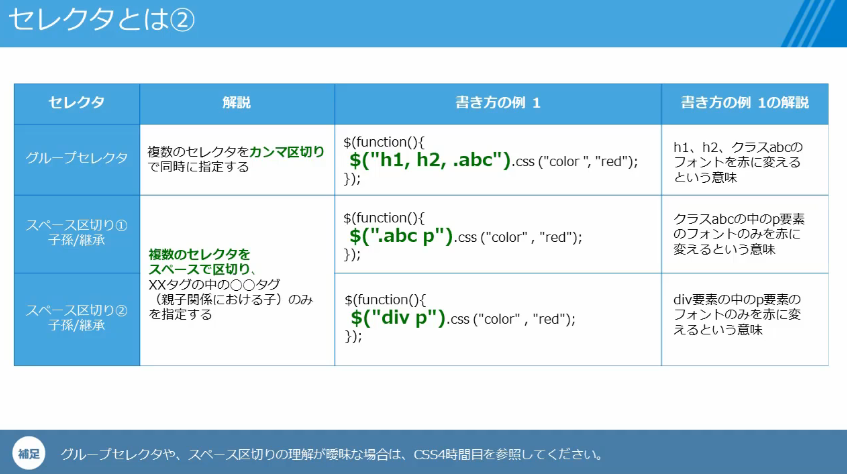 セレクタとは②
セレクタ
解説
書き方の例 1
書き方の例 1の解説
グループセレクタ
複数のセレクタをカンマ区切り
で同時に指定する
$(function(){
$("h1, h2, .abc").css ("color ", "red");
});
h1、h2、クラスabcの
フォントを赤に変える
という意味
スペース区切り①
子孫/継承
複数のセレクタを
スペースで区切り、
XXタグの中の〇〇タグ
（親子関係における子）のみ
を指定する
$(function(){
$(".abc p").css ("color" , "red");
});
クラスabcの中のp要素
のフォントのみを赤に
変えるという意味
スペース区切り②
子孫/継承
$(function(){
$("div p").css ("color" , "red");
});
div要素の中のp要素の
フォントのみを赤に変
えるという意味
補足
グループセレクタや、スペース区切りの理解が曖昧な場合は、CSS4時間目を参照してください。